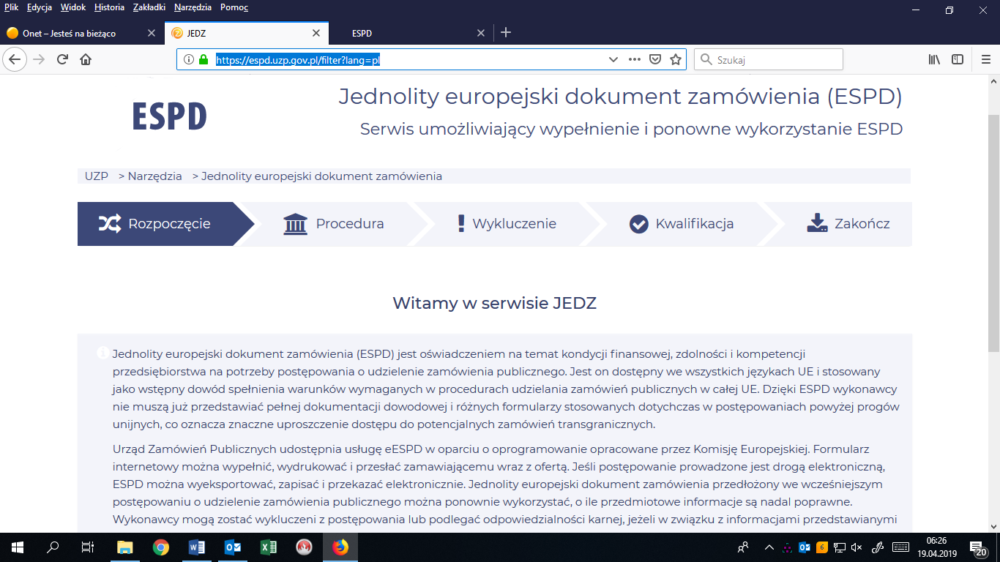 Plik Edycja Widok Historia Zakładki Narzędzia Pomoc
Onet – Jesteś na bieżąco JEDZ ESPD
https://espd.uzp.gov.pl/filter?lang=pl Szukaj
ESPD
Jednolity europejski dokument zamówienia (ESPD)
Serwis umożliwiający wypełnienie i ponowne wykorzystanie ESPD
UZP > Narzędzia > Jednolity europejski dokument zamówienia
Rozpoczęcie Procedura Wykluczenie Kwalifikacja Zakończ
Witamy w serwisie JEDZ
Jednolity europejski dokument zamówienia (ESPD) jest oświadczeniem na temat kondycji finansowej, zdolności i kompetencji
przedsiębiorstwa na potrzeby postępowania o udzielenie zamówienia publicznego. Jest on dostępny we wszystkich językach UE i stosowany
jako wstępny dowód spełnienia warunków wymaganych w procedurach udzielania zamówień publicznych w całej UE. Dzięki ESPD wykonawcy
nie muszą już przedstawiać pełnej dokumentacji dowodowej i różnych formularzy stosowanych dotychczas w postępowaniach powyżej progów
unijnych, co oznacza znaczne uproszczenie dostępu do potencjalnych zamówień transgranicznych.
Urząd Zamówień Publicznych udostępnia usługę eESPD w oparciu o oprogramowanie opracowane przez Komisję Europejskiej. Formularz
internetowy można wypełnić, wydrukować i przesłać zamawiającemu wraz z ofertą. Jeśli postępowanie prowadzone jest drogą elektroniczną,
ESPD można wyeksportować, zapisać i przekazać elektronicznie. Jednolity europejski dokument zamówienia przedłożony we wcześniejszym
postępowaniu o udzielenie zamówienia publicznego można ponownie wykorzystać, o ile przedmiotowe informacje są nadal poprawne.
Wykonawcy mogą zostać wykluczeni z postępowania lub podlegać odpowiedzialności karnej, jeżeli w związku z informacjami przedstawianymi
6 06:26
19.04.2019 20